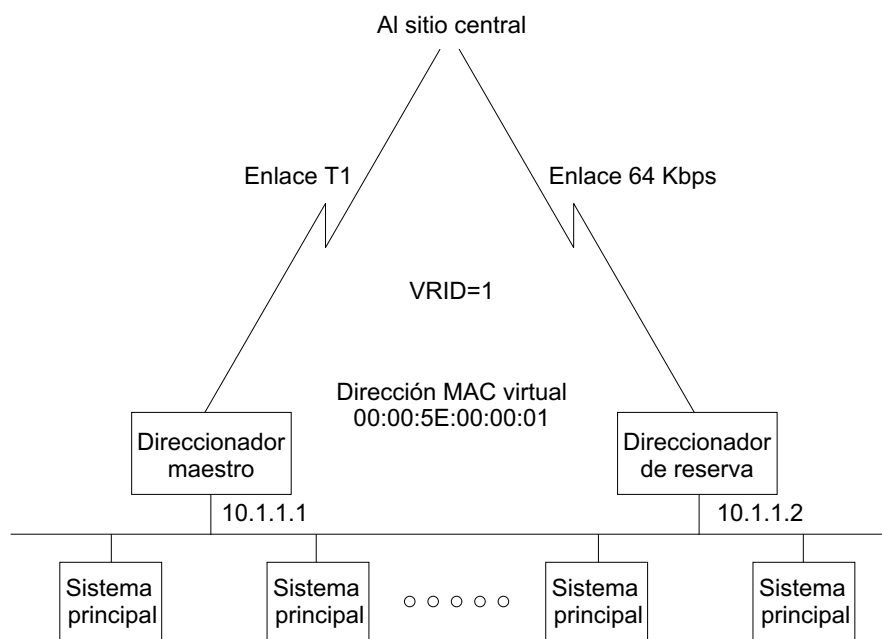 Al sitio central
Enlace T1
Enlace 64 Kbps
VRID=1
Dirección MAC virtual
00:00:5E:00:00:01
Direccionador
maestro
Direccionador
de reserva
10.1.1.1
10.1.1.2
Sistema
principal
Sistema
principal
Sistema
principal
Sistema
principal